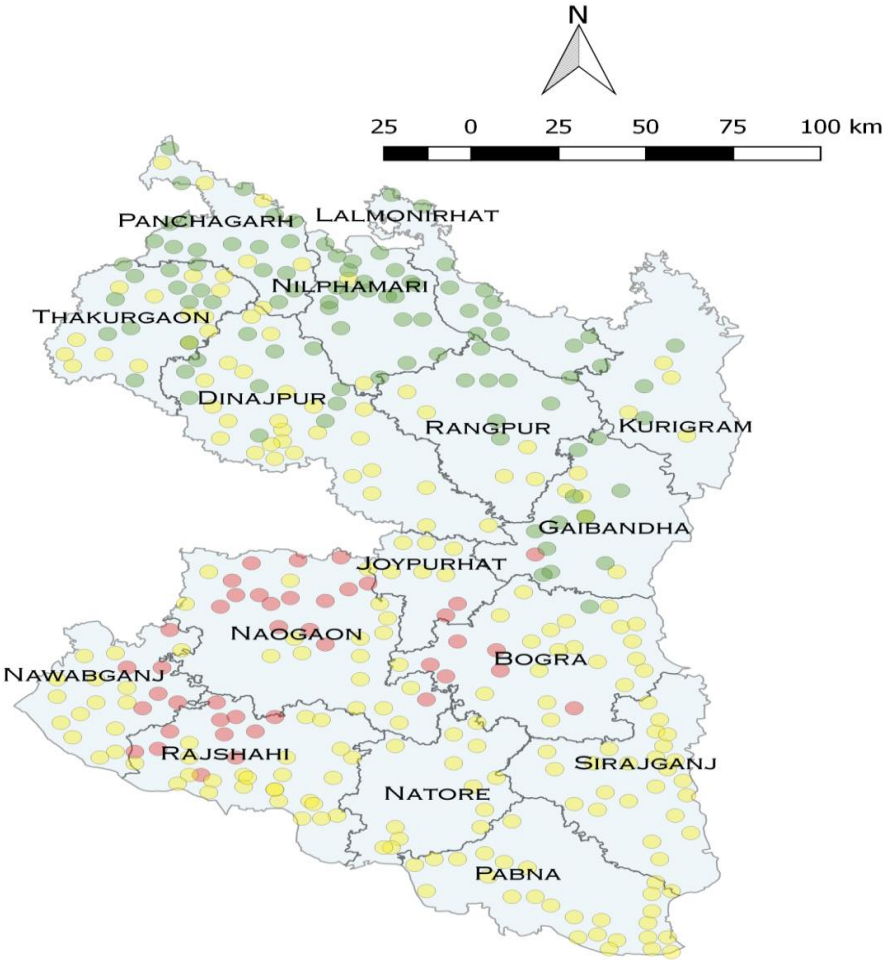 N
25 0 25 50 75 100 km
PANCHAGARH
LALMONIRHAT
NILPHAMARI
THAKURGAON
DINAJPUR
RANGPUR
KURIGRAM
GAIBANDHA
JOYPURHAT
NAOGAON
BOGRA
NAWABGANJ
RAJSHAHI
SIRAJGANJ
NATORE
PABNA